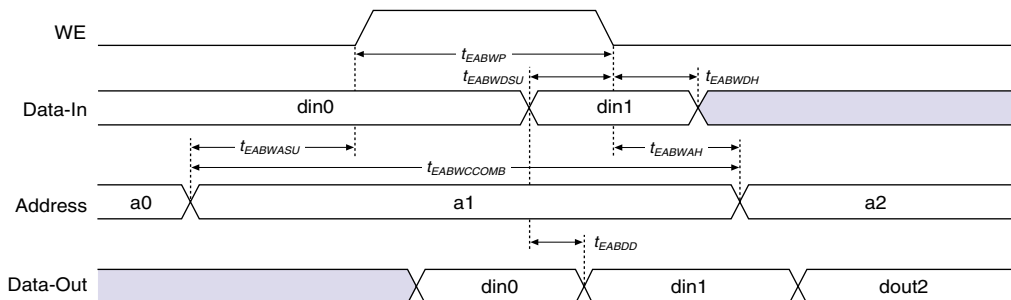 WE
tEABWP
tEABWDSU
tEABWDH
Data-In
din0
din1
tEABWASU
tEABWAH
tEABWCCOMB
Address
a0
a1
a2
tEABDD
Data-Out
din0
din1
dout2